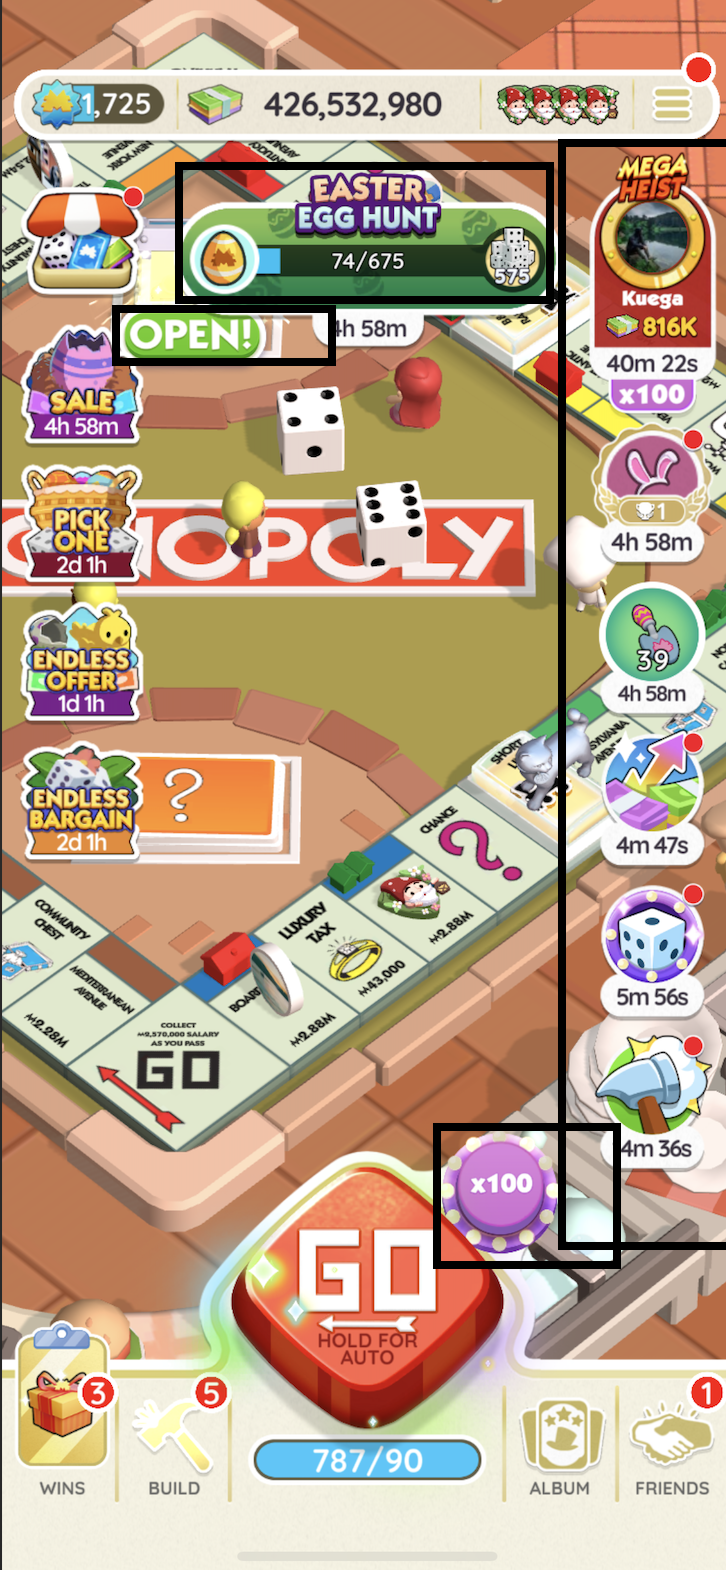 1,725
426,532,980
EASTER
EGG HUNT
74/675
575
OPEN!
4h 58m
MEGA
HEIST
Kuega
816K
40m 22s
x100
SALE
4h 58m
1
4h 58m
PICK
ONE
2d 1h
MONOPOLY
39
4h 58m
ENDLESS
OFFER
1d 1h
SHORT
4m 47s
ENDLESS
BARGAIN
2d 1h
?
CHANCE
?
M2.88M
LUXURY
TAX
M43,000
5m 56s
COMMUNITY
CHEST
MEDITERRANEAN
AVENUE
M2.28M
M2.88M
COLLECT
M2,570,000 SALARY
AS YOU PASS
GO
4m 36s
x100
GO
HOLD FOR
AUTO
3
5
1
787/90
WINS
BUILD
ALBUM
FRIENDS